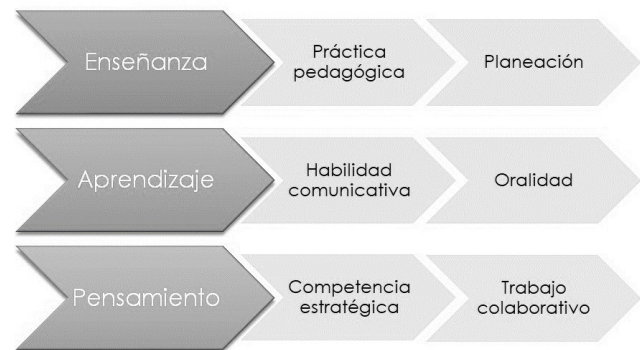 Enseñanza
Práctica
pedagógica
Planeación
Aprendizaje
Habilidad
comunicativa
Oralidad
Pensamiento
Competencia
estratégica
Trabajo
colaborativo